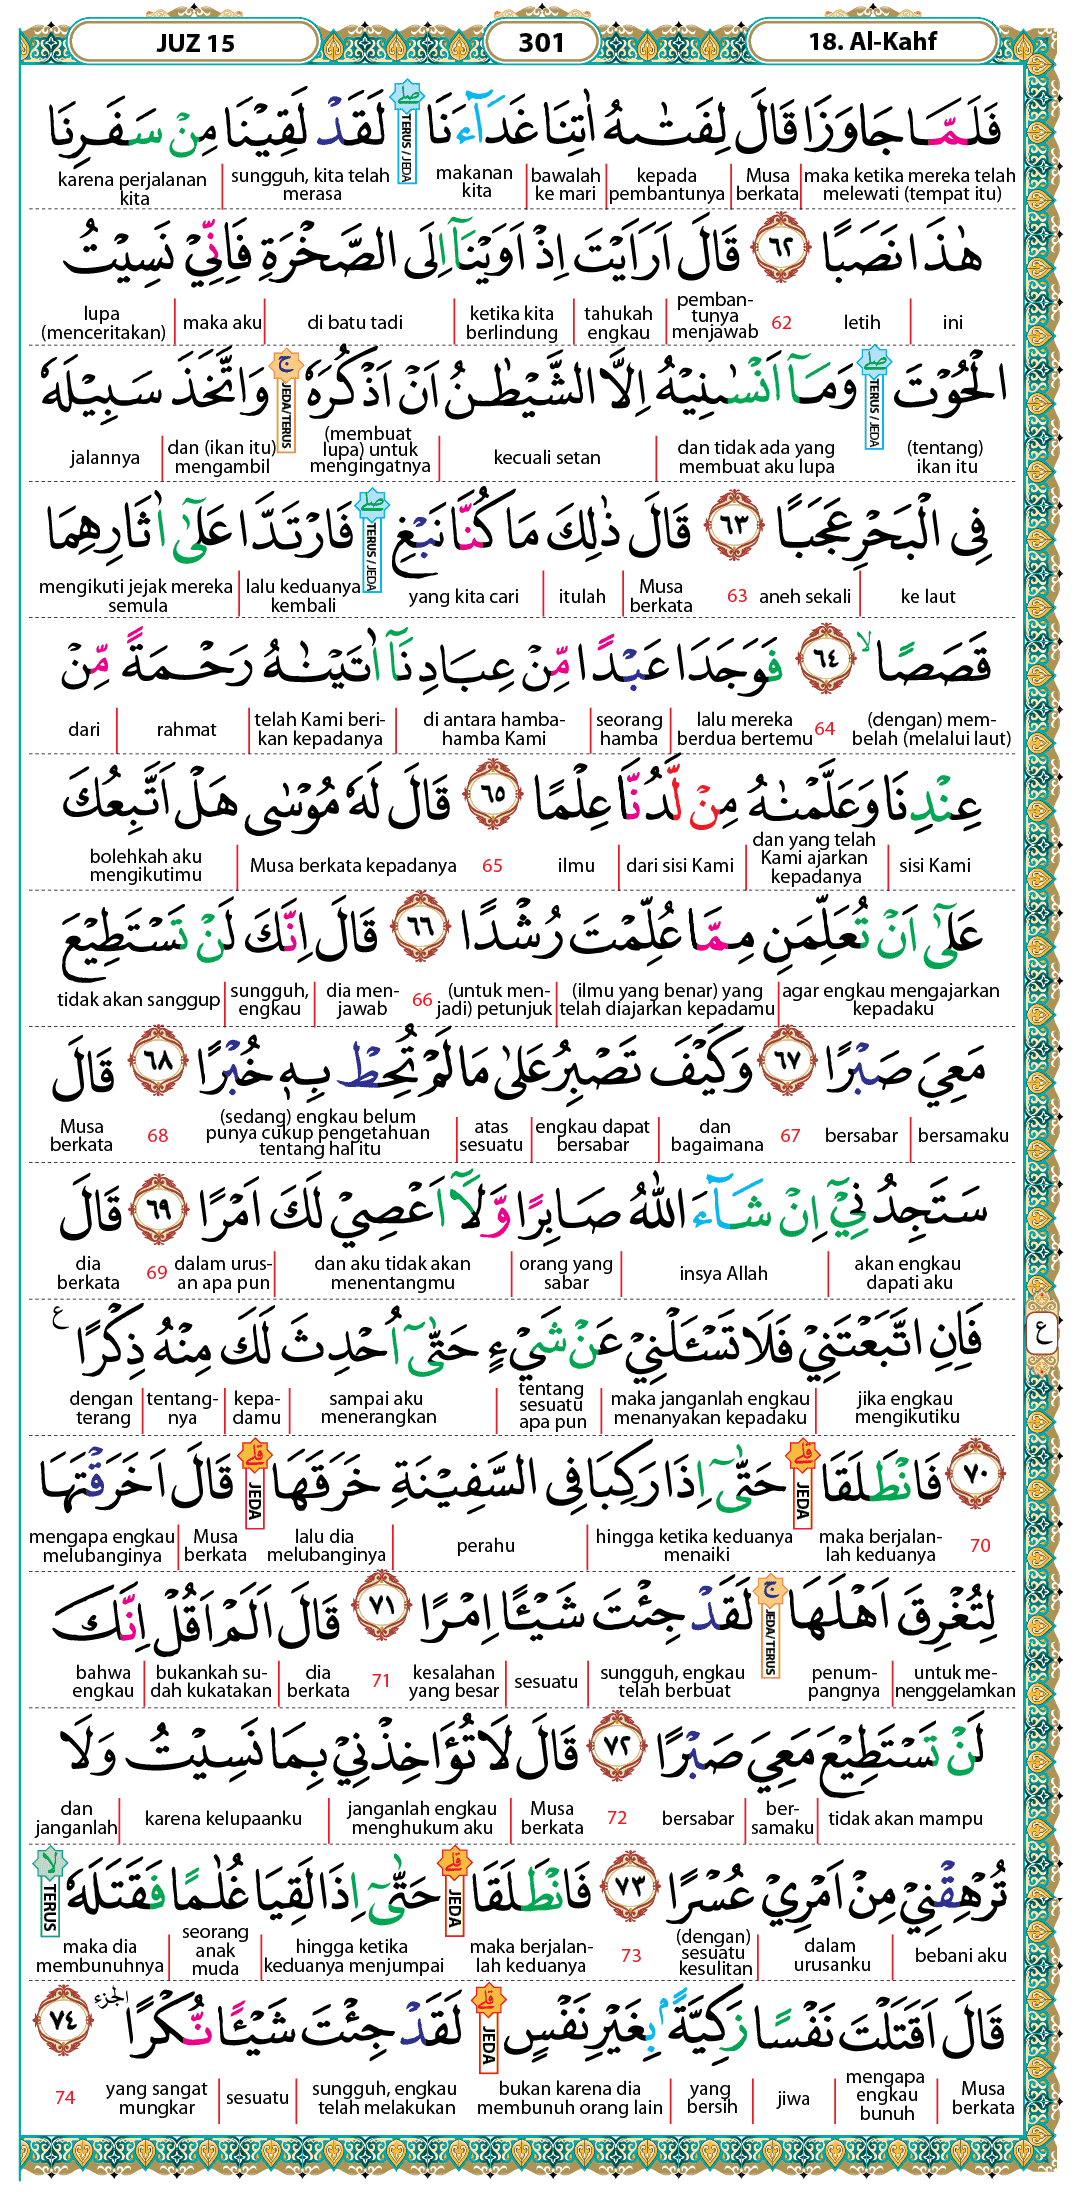 JUZ 15 301 18. Al-Kahf
فَلَمَّا جَاوَزَا قَالَ لِفَتٰىهُ اٰتِنَا غَدَاۤءَنَا ۖ لَقَدْ لَقِيْنَا مِنْ سَفَرِنَا
TERUS / JEDA
maka ketika mereka telah melewati (tempat itu) | Musa berkata | kepada pembantunya | bawalah ke mari | makanan kita | sungguh, kita telah merasa | karena perjalanan kita
هٰذَا نَصَبًا ٦٢ قَالَ اَرَاَيْتَ اِذْ اَوَيْنَآ اِلَى الصَّخْرَةِ فَاِنِّيْ نَسِيْتُ
ini | letih 62 pemban-tunya menjawab | tahukah engkau | ketika kita berlindung | di batu tadi | maka aku | lupa (menceritakan)
الْحُوْتَ ۖ وَمَآ اَنْسٰىنِيْهُ اِلَّا الشَّيْطٰنُ اَنْ اَذْكُرَهٗ ۚ وَاتَّخَذَ سَبِيْلَهٗ
TERUS / JEDA JEDA/TERUS
(tentang) ikan itu | dan tidak ada yang membuat aku lupa | kecuali setan | (membuat lupa) untuk mengingatnya | dan (ikan itu) mengambil | jalannya
فِى الْبَحْرِ عَجَبًا ٦٣ قَالَ ذٰلِكَ مَا كُنَّا نَبْغِ ۖ فَارْتَدَّا عَلٰٓى اٰثَارِهِمَا
TERUS / JEDA
ke laut | aneh sekali 63 Musa berkata | itulah | yang kita cari | lalu keduanya kembali | mengikuti jejak mereka semula
قَصَصًا ۙ ٦٤ فَوَجَدَا عَبْدًا مِّنْ عِبَادِنَآ اٰتَيْنٰهُ رَحْمَةً مِّنْ
(dengan) mem-belah (melalui laut) 64 lalu mereka berdua bertemu | seorang hamba | di antara hamba-hamba Kami | telah Kami beri-kan kepadanya | rahmat | dari
عِنْدِنَا وَعَلَّمْنٰهُ مِنْ لَّدُنَّا عِلْمًا ٦٥ قَالَ لَهٗ مُوْسٰى هَلْ اَتَّبِعُكَ
sisi Kami | dan yang telah Kami ajarkan kepadanya | dari sisi Kami | ilmu 65 Musa berkata kepadanya | bolehkah aku mengikutimu
عَلٰٓى اَنْ تُعَلِّمَنِ مِمَّا عُلِّمْتَ رُشْدًا ٦٦ قَالَ اِنَّكَ لَنْ تَسْتَطِيْعَ
agar engkau mengajarkan kepadaku | (ilmu yang benar) yang telah diajarkan kepadamu | (untuk men-jadi) petunjuk 66 dia men-jawab | sungguh, engkau | tidak akan sanggup
مَعِيَ صَبْرًا ٦٧ وَكَيْفَ تَصْبِرُ عَلٰى مَا لَمْ تُحِطْ بِهٖ خُبْرًا ٦٨ قَالَ
bersamaku | bersabar 67 dan bagaimana | engkau dapat bersabar | atas sesuatu | (sedang) engkau belum punya cukup pengetahuan tentang hal itu 68 Musa berkata
سَتَجِدُنِيْٓ اِنْ شَاۤءَ اللّٰهُ صَابِرًا وَّلَآ اَعْصِيْ لَكَ اَمْرًا ٦٩ قَالَ
akan engkau dapati aku | insya Allah | orang yang sabar | dan aku tidak akan menentangmu | dalam urus-an apa pun 69 dia berkata
فَاِنِ اتَّبَعْتَنِيْ فَلَا تَسْـَٔلْنِيْ عَنْ شَيْءٍ حَتّٰىٓ اُحْدِثَ لَكَ مِنْهُ ذِكْرًا ع
ع
jika engkau mengikutiku | maka janganlah engkau menanyakan kepadaku | tentang sesuatu apa pun | sampai aku menerangkan | kepa-damu | tentang-nya | dengan terang
٧٠ فَانْطَلَقَا ۗ حَتّٰىٓ اِذَا رَكِبَا فِى السَّفِيْنَةِ خَرَقَهَا ۗ قَالَ اَخَرَقْتَهَا
JEDA JEDA
70 maka berjalan-lah keduanya | hingga ketika keduanya menaiki | perahu | lalu dia melubanginya Musa berkata | mengapa engkau melubanginya
لِتُغْرِقَ اَهْلَهَا ۚ لَقَدْ جِئْتَ شَيْـًٔا اِمْرًا ٧١ قَالَ اَلَمْ اَقُلْ اِنَّكَ
JEDA/TERUS
untuk me-nenggelamkan | penum-pangnya sungguh, engkau telah berbuat | sesuatu | kesalahan yang besar 71 dia berkata | bukankah su-dah kukatakan | bahwa engkau
لَنْ تَسْتَطِيْعَ مَعِيَ صَبْرًا ٧٢ قَالَ لَا تُؤَاخِذْنِيْ بِمَا نَسِيْتُ وَلَا
tidak akan mampu | ber-samaku | bersabar 72 Musa berkata | janganlah engkau menghukum aku | karena kelupaanku | dan janganlah
تُرْهِقْنِيْ مِنْ اَمْرِيْ عُسْرًا ٧٣ فَانْطَلَقَا ۗ حَتّٰىٓ اِذَا لَقِيَا غُلٰمًا فَقَتَلَهٗ ۙ
JEDA TERUS
bebani aku | dalam urusanku | (dengan) sesuatu kesulitan 73 maka berjalan-lah keduanya | hingga ketika keduanya menjumpai | seorang anak muda | maka dia membunuhnya
قَالَ اَقَتَلْتَ نَفْسًا زَكِيَّةً ۢ بِغَيْرِ نَفْسٍ ۗ لَقَدْ جِئْتَ شَيْـًٔا نُّكْرًا الجزء ٧٤
JEDA
Musa berkata | mengapa engkau bunuh | jiwa | yang bersih | bukan karena dia membunuh orang lain sungguh, engkau telah melakukan | sesuatu | yang sangat mungkar 74